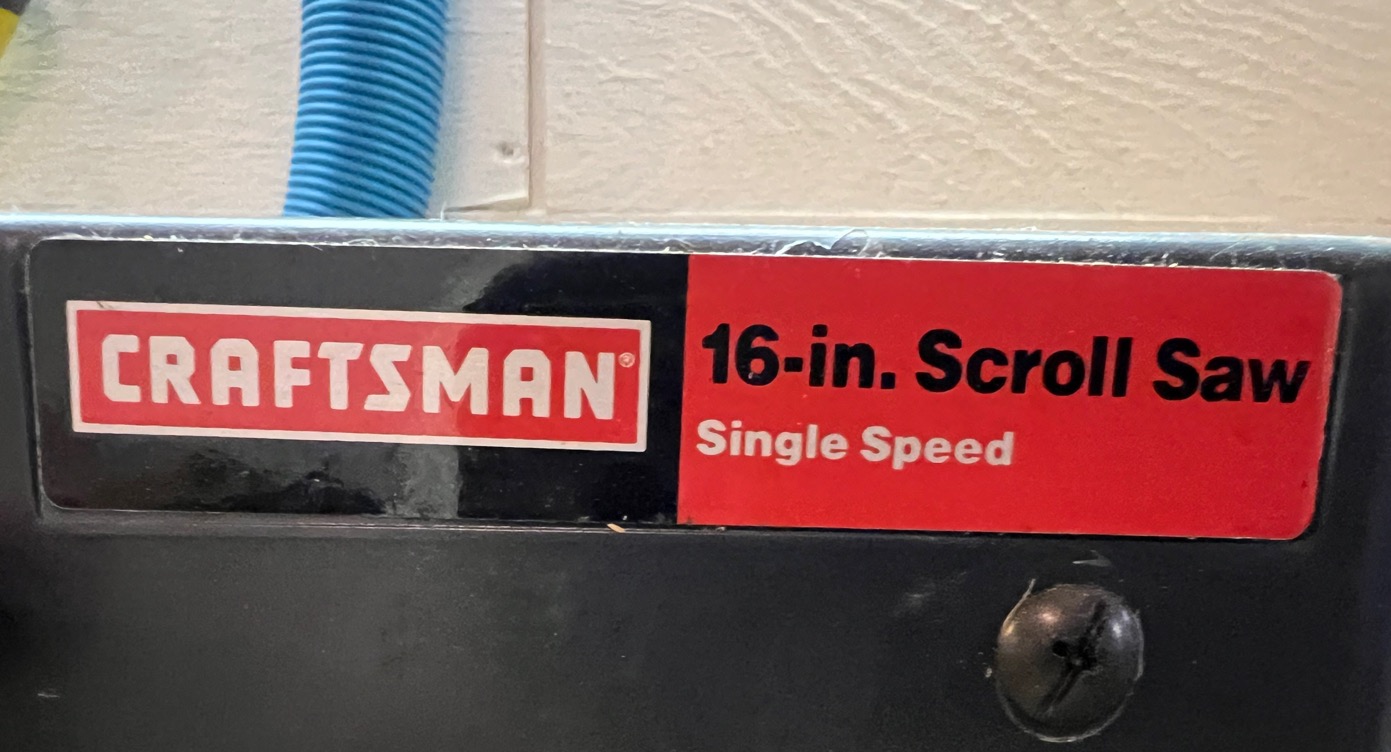 CRAFTSMAN®
16-in. Scroll Saw
Single Speed